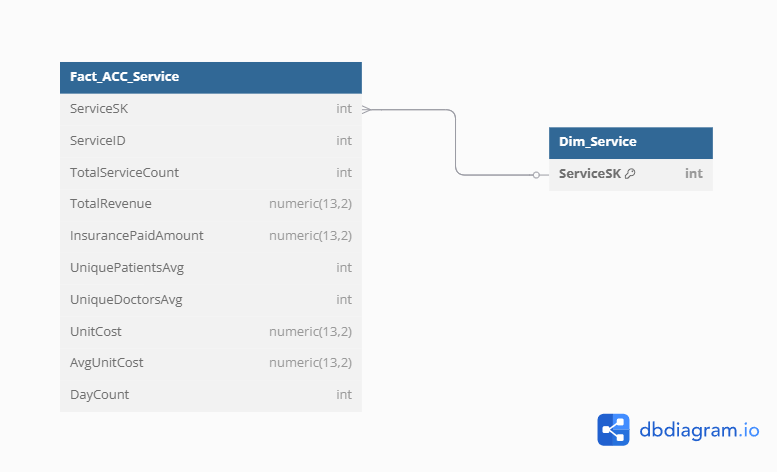 Fact_ACC_Service
ServiceSK int
ServiceID int
TotalServiceCount int
TotalRevenue numeric(13,2)
InsurancePaidAmount numeric(13,2)
UniquePatientsAvg int
UniqueDoctorsAvg int
UnitCost numeric(13,2)
AvgUnitCost numeric(13,2)
DayCount int
Dim_Service
ServiceSK int
dbdiagram.io